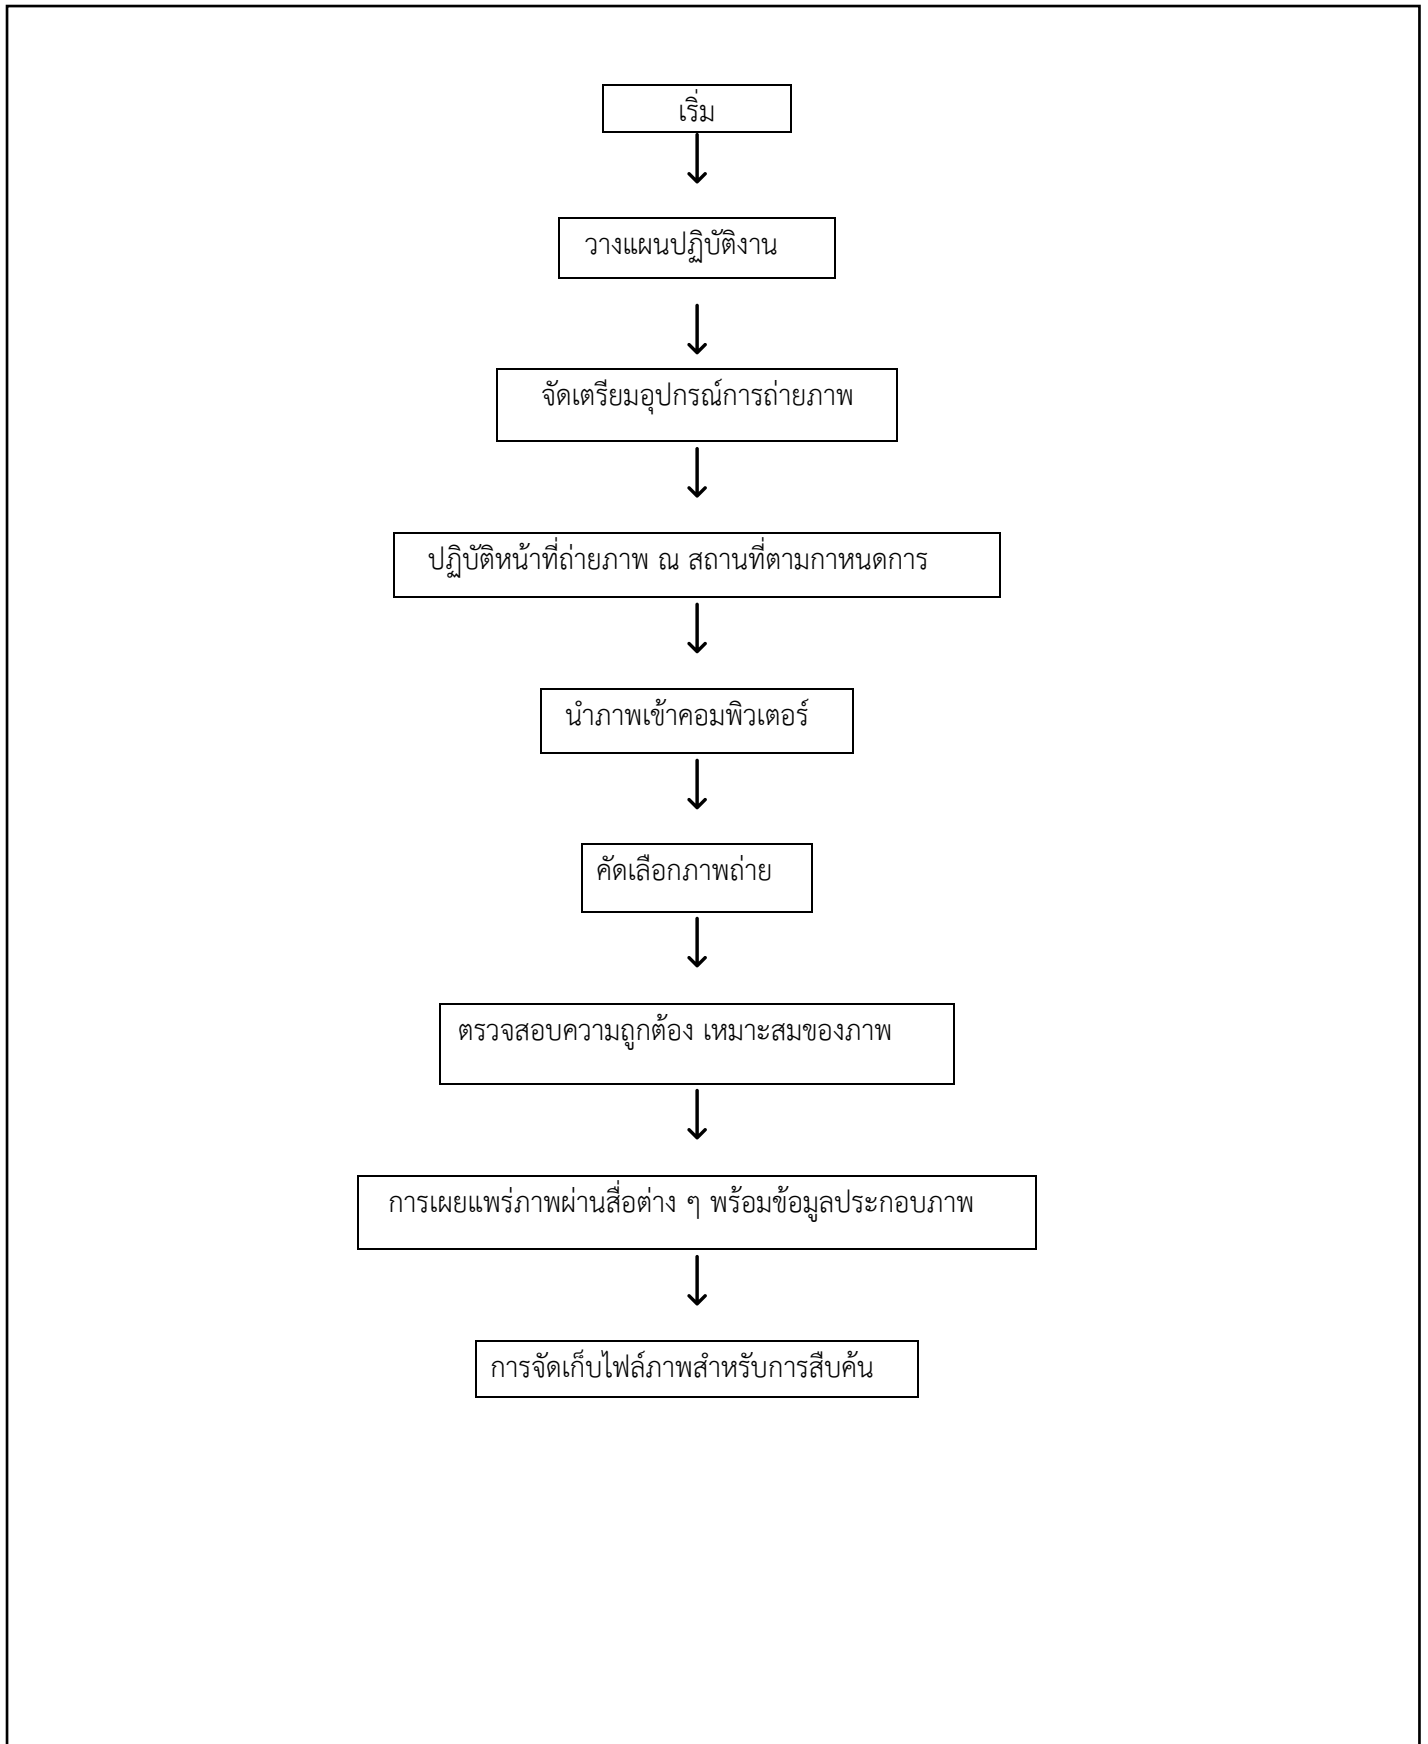 เริ่ม
วางแผนปฏิบัติงาน
จัดเตรียมอุปกรณ์การถ่ายภาพ
ปฏิบัติหน้าที่ถ่ายภาพ ณ สถานที่ตามกาหนดการ
นำภาพเข้าคอมพิวเตอร์
คัดเลือกภาพถ่าย
ตรวจสอบความถูกต้อง เหมาะสมของภาพ
การเผยแพร่ภาพผ่านสื่อต่าง ๆ พร้อมข้อมูลประกอบภาพ
การจัดเก็บไฟล์ภาพสำหรับการสืบค้น